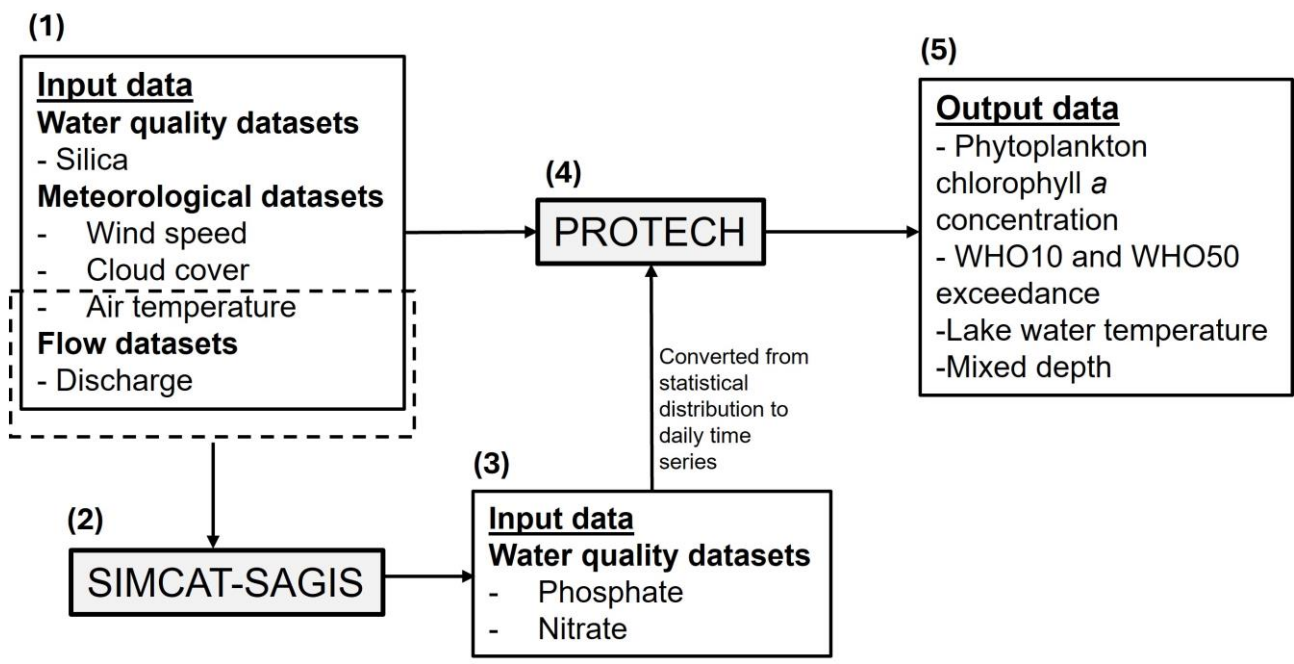 (1)
Input data
Water quality datasets
- Silica
Meteorological datasets
- Wind speed
- Cloud cover
- Air temperature
Flow datasets
- Discharge
(2)
SIMCAT-SAGIS
(3)
Input data
Water quality datasets
- Phosphate
- Nitrate
Converted from
statistical
distribution to
daily time
series
(4)
PROTECH
(5)
Output data
- Phytoplankton
chlorophyll a
concentration
- WHO10 and WHO50
exceedance
-Lake water temperature
-Mixed depth